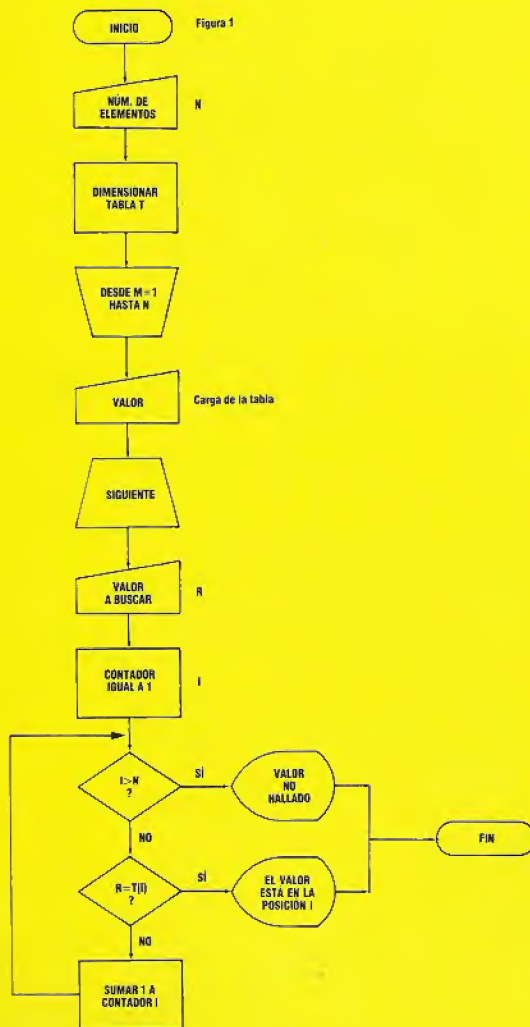 INICIO
Figura 1
NÚM. DE
ELEMENTOS
N
DIMENSIONAR
TABLA T
DESDE M=1
HASTA N
VALOR
Carga de la tabla
SIGUIENTE
VALOR
A BUSCAR
R
CONTADOR
IGUAL A 1
I
I>N
?
SÍ
VALOR
NO
HALLADO
NO
FIN
R=T(I)
?
SÍ
EL VALOR
ESTÁ EN LA
POSICIÓN I
NO
SUMAR 1 A
CONTADOR I